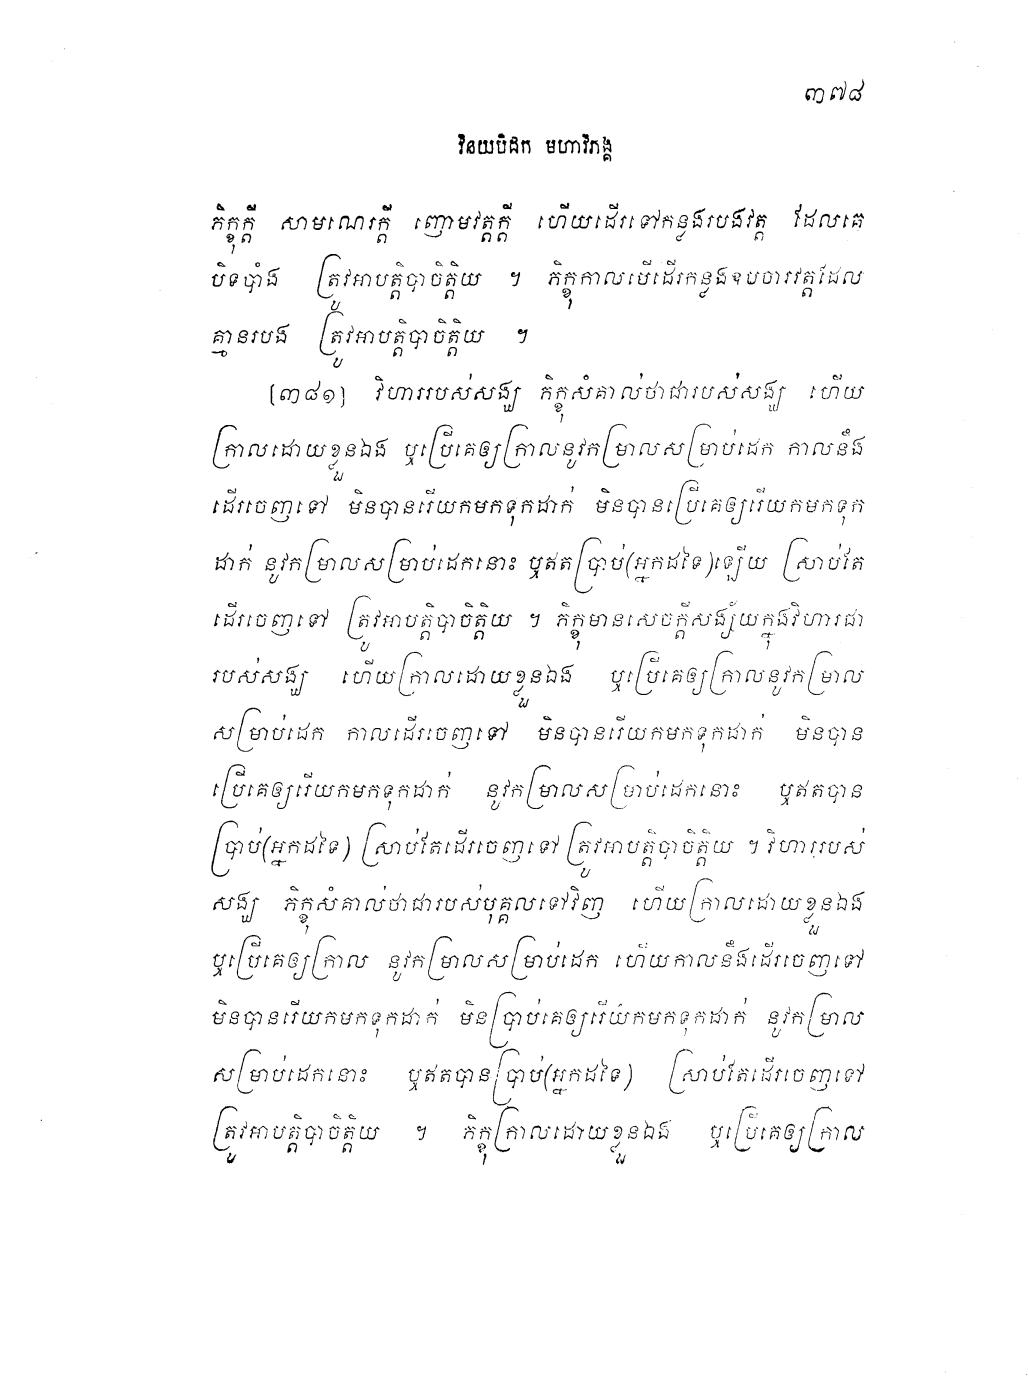 ៣៧៨
វិនយបិដក មហាវិភង្គ
ភិក្ខុក្តី សាមណេរក្តី ញោមវត្តក្តី ហើយដើរទៅកន្លងរបងវត្ត ដែលគេ
បិទបាំង ត្រូវអាបត្តិបាចិត្តិយ ។ ភិក្ខុកាលបើដើរកន្លងឧបចារវត្តដែល
គ្មានរបង ត្រូវអាបត្តិបាចិត្តិយ ។
[៣៨១] វិហាររបស់សង្ឃ ភិក្ខុសំគាល់ថាជារបស់សង្ឃ ហើយ
ក្រាលដោយខ្លួនឯង ឬប្រើគេឲ្យក្រាលនូវកម្រាលសម្រាប់ដេក កាលនឹង
ដើរចេញទៅ មិនបានរើយកមកទុកដាក់ មិនបានប្រើគេឲ្យរើយកមកទុក
ដាក់ នូវកម្រាលសម្រាប់ដេកនោះ ឬឥតប្រាប់(អ្នកដទៃ)ឡើយ ស្រាប់តែ
ដើរចេញទៅ ត្រូវអាបត្តិបាចិត្តិយ ។ ភិក្ខុមានសេចក្តីសង្ស័យក្នុងវិហារជា
របស់សង្ឃ ហើយក្រាលដោយខ្លួនឯង ឬប្រើគេឲ្យក្រាលនូវកម្រាល
សម្រាប់ដេក កាលដើរចេញទៅ មិនបានរើយកមកទុកដាក់ មិនបាន
ប្រើគេឲ្យរើយកមកទុកដាក់ នូវកម្រាលសម្រាប់ដេកនោះ ឬឥតបាន
ប្រាប់(អ្នកដទៃ) ស្រាប់តែដើរចេញទៅ ត្រូវអាបត្តិបាចិត្តិយ ។ វិហាររបស់
សង្ឃ ភិក្ខុសំគាល់ថាជារបស់បុគ្គលទៅវិញ ហើយក្រាលដោយខ្លួនឯង
ឬប្រើគេឲ្យក្រាល នូវកម្រាលសម្រាប់ដេក ហើយកាលនឹងដើរចេញទៅ
មិនបានរើយកមកទុកដាក់ មិនប្រាប់គេឲ្យរើយកមកទុកដាក់ នូវកម្រាល
សម្រាប់ដេកនោះ ឬឥតបានប្រាប់(អ្នកដទៃ) ស្រាប់តែដើរចេញទៅ
ត្រូវអាបត្តិបាចិត្តិយ ។ ភិក្ខុក្រាលដោយខ្លួនឯង ឬប្រើគេឲ្យក្រាល